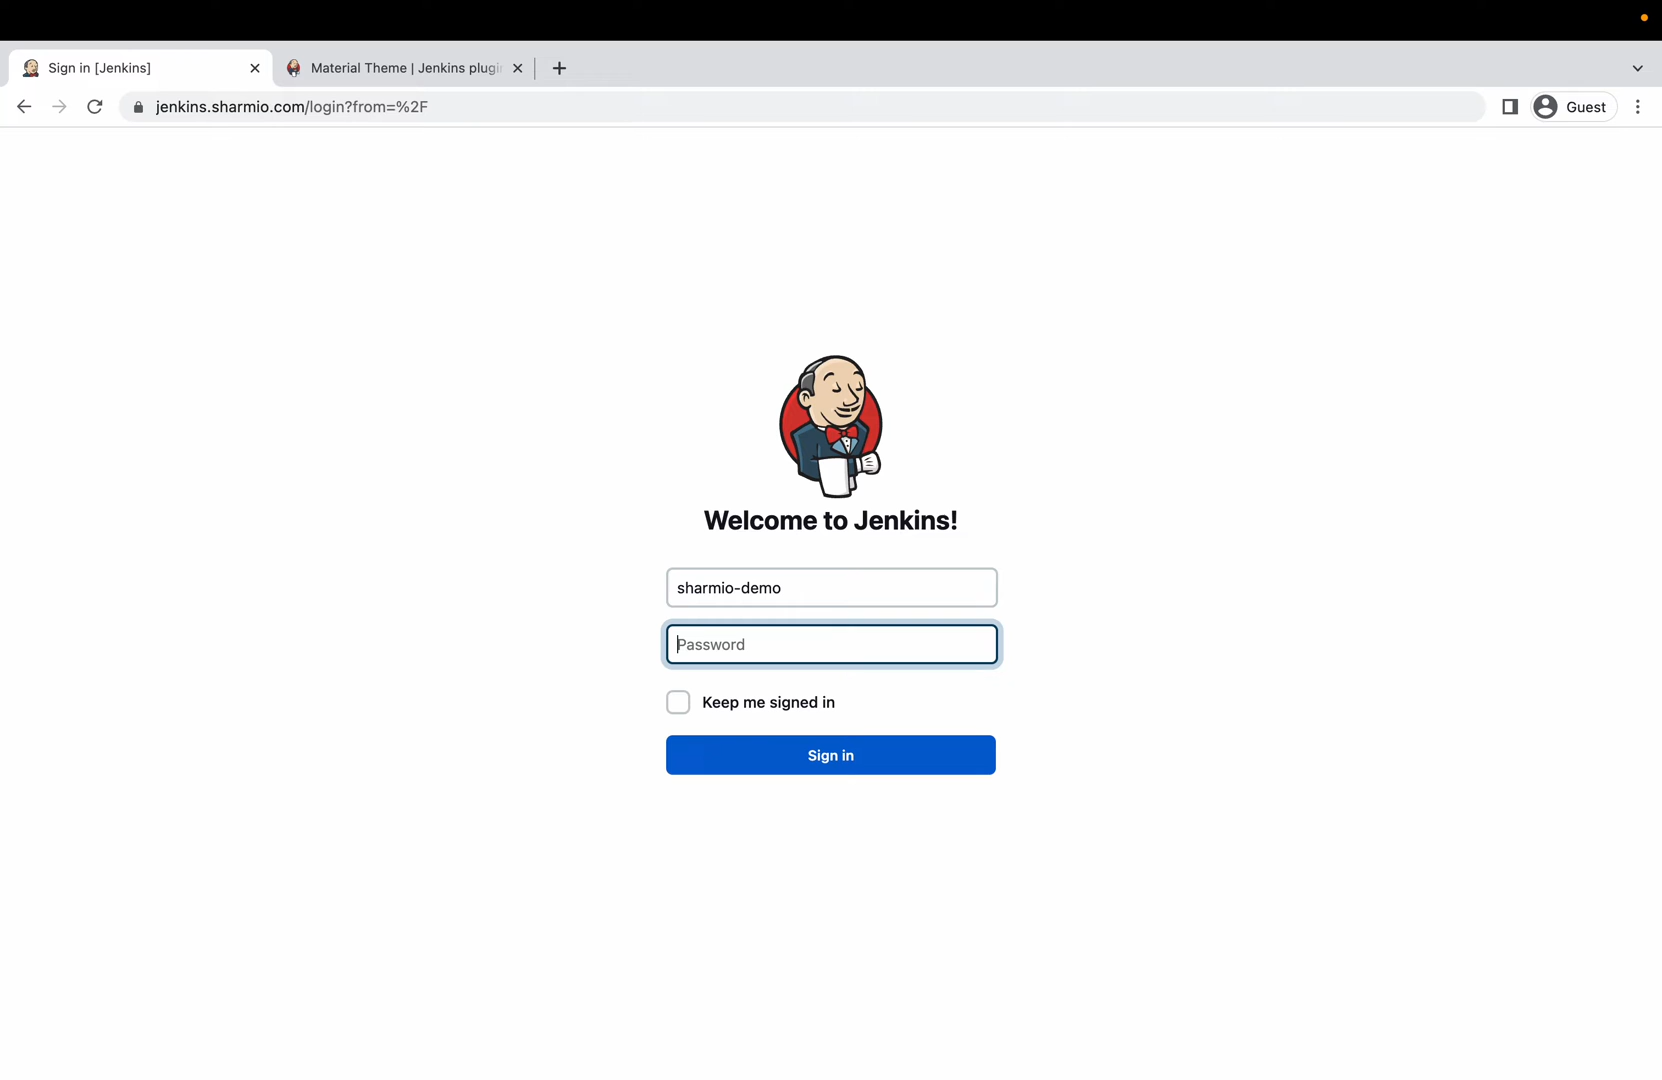 Sign in [Jenkins]
Material Theme | Jenkins plugi
jenkins.sharmio.com/login?from=%2F
Guest
Welcome to Jenkins!
sharmio-demo
Password
Keep me signed in
Sign in